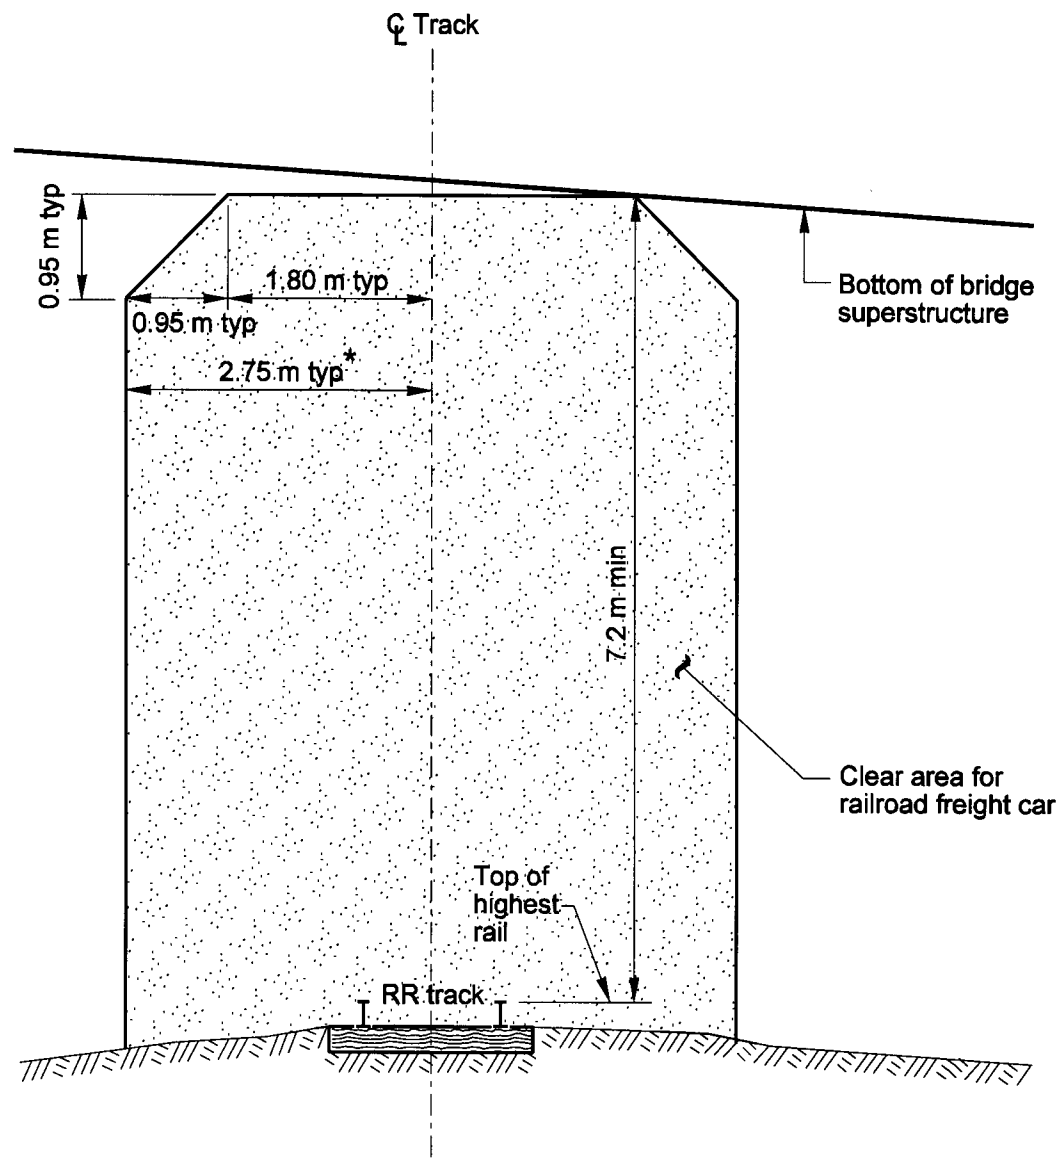 ℄ Track
0.95 m typ
1.80 m typ
0.95 m typ
2.75 m typ*
Bottom of bridge
superstructure
7.2 m min
Clear area for
railroad freight car
Top of
highest
rail
RR track